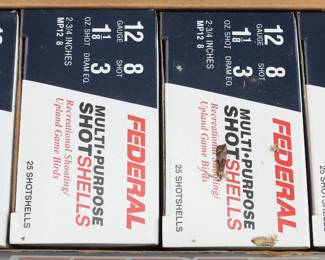 12 8
GAUGE SHOT
1 1/8 3
OZ. SHOT DRAM EQ.
2-3/4 INCHES
MP12 8
FEDERAL
MULTI•PURPOSE
SHOTSHELLS
Recreational Shooting/
Upland Game Birds
25 SHOTSHELLS
12 8
GAUGE SHOT
1 1/8 3
OZ. SHOT DRAM EQ.
2-3/4 INCHES
MP12 8
FEDERAL
MULTI•PURPOSE
SHOTSHELLS
Recreational Shooting/
Upland Game Birds
25 SHOTSHELLS